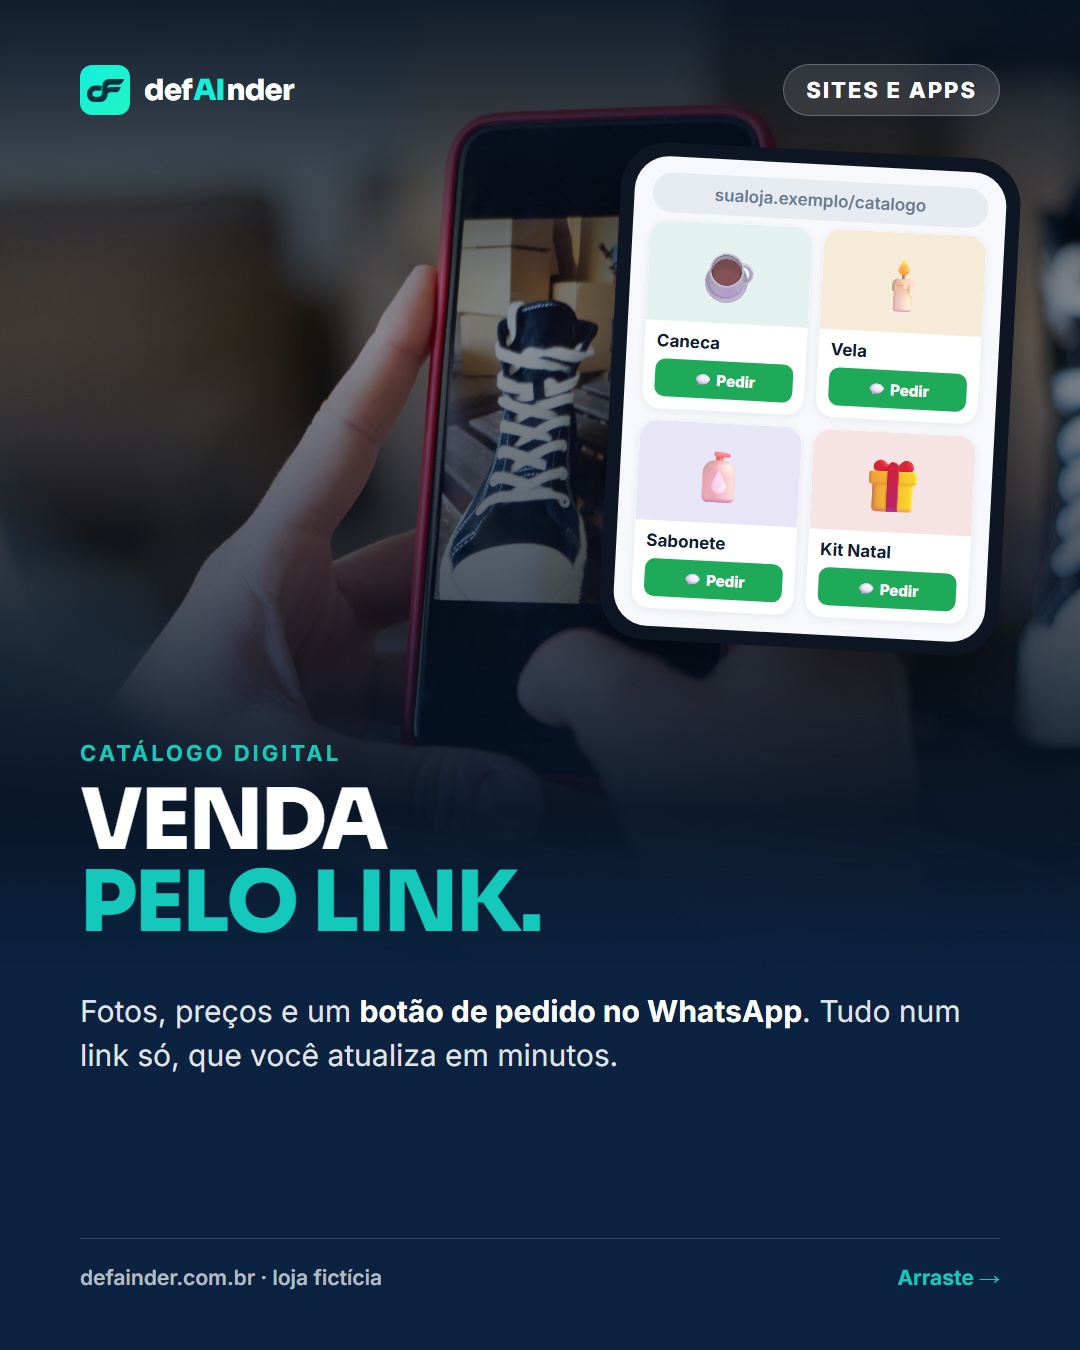 defAInder
SITES E APPS
sualoja.exemplo/catalogo
Caneca
Pedir
Vela
Pedir
Sabonete
Pedir
Kit Natal
Pedir
CATÁLOGO DIGITAL
VENDA
PELO LINK.
Fotos, preços e um botão de pedido no WhatsApp. Tudo num
link só, que você atualiza em minutos.
defainder.com.br · loja fictícia
Arraste →